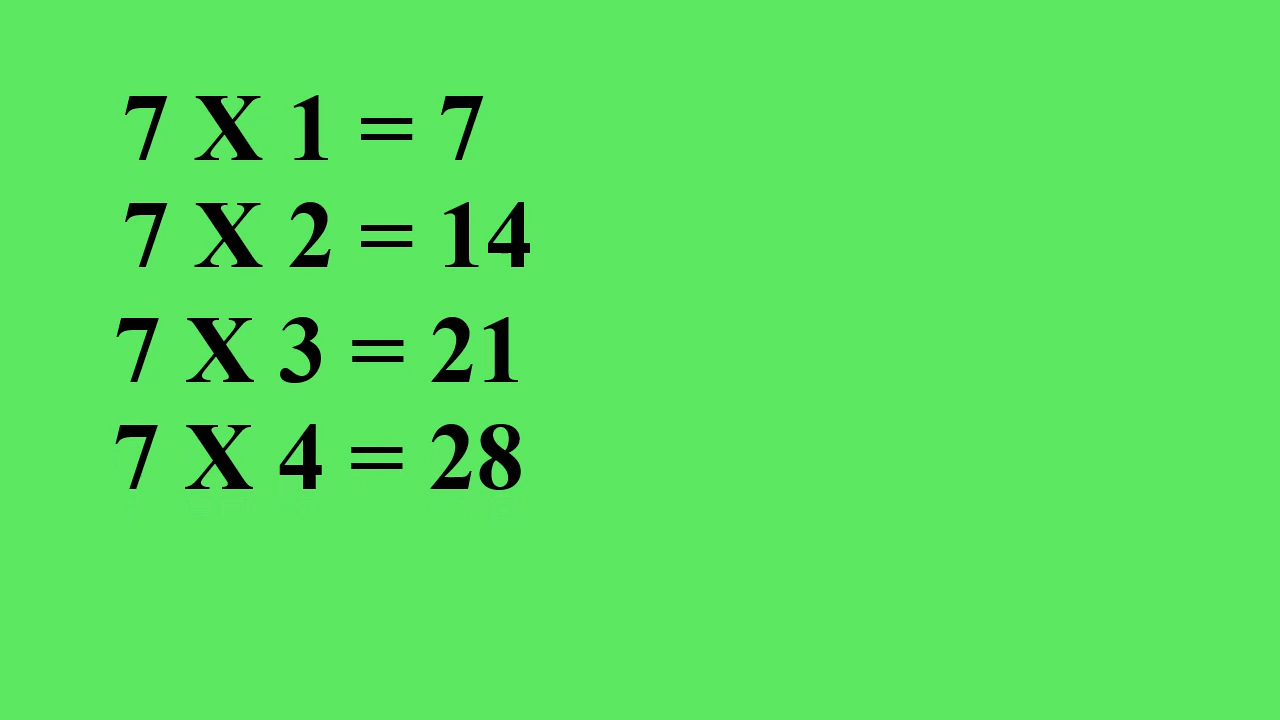 7 X 1 = 7
7 X 2 = 14
7 X 3 = 21
7 X 4 = 28